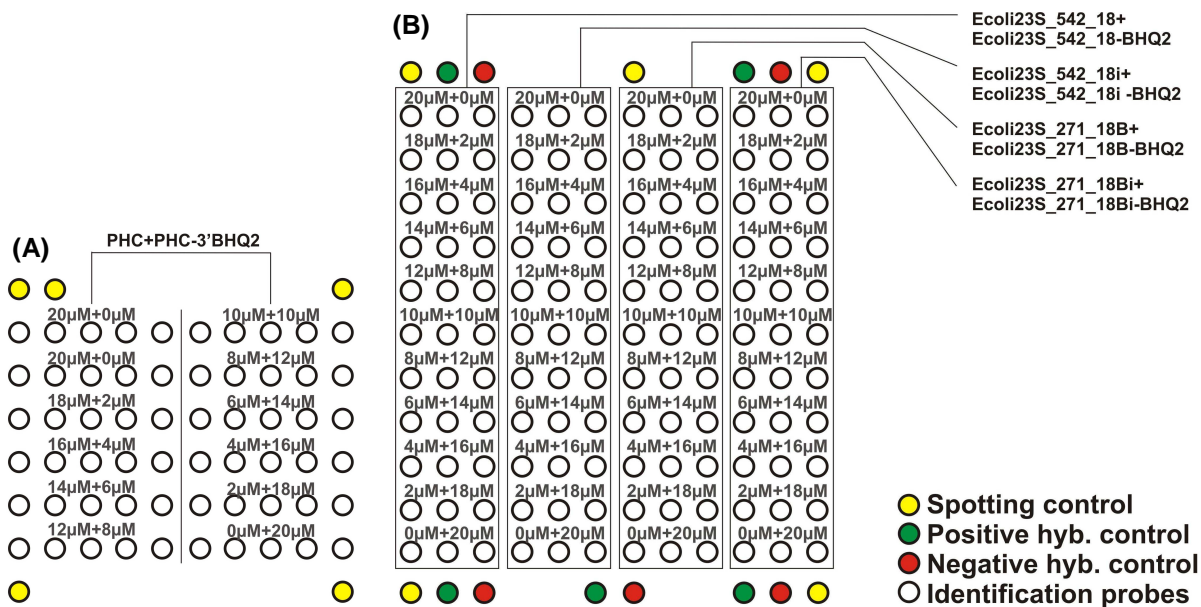 (B)
Ecoli23S_542_18+
Ecoli23S_542_18-BHQ2
Ecoli23S_542_18i+
Ecoli23S_542_18i -BHQ2
Ecoli23S_271_18B+
Ecoli23S_271_18B-BHQ2
Ecoli23S_271_18Bi+
Ecoli23S_271_18Bi-BHQ2
20µM+0µM 20µM+0µM 20µM+0µM 20µM+0µM
18µM+2µM 18µM+2µM 18µM+2µM 18µM+2µM
16µM+4µM 16µM+4µM 16µM+4µM 16µM+4µM
14µM+6µM 14µM+6µM 14µM+6µM 14µM+6µM
12µM+8µM 12µM+8µM 12µM+8µM 12µM+8µM
10µM+10µM 10µM+10µM 10µM+10µM 10µM+10µM
8µM+12µM 8µM+12µM 8µM+12µM 8µM+12µM
6µM+14µM 6µM+14µM 6µM+14µM 6µM+14µM
4µM+16µM 4µM+16µM 4µM+16µM 4µM+16µM
2µM+18µM 2µM+18µM 2µM+18µM 2µM+18µM
0µM+20µM 0µM+20µM 0µM+20µM 0µM+20µM
(A)
PHC+PHC-3'BHQ2
20µM+0µM 10µM+10µM
20µM+0µM 8µM+12µM
18µM+2µM 6µM+14µM
16µM+4µM 4µM+16µM
14µM+6µM 2µM+18µM
12µM+8µM 0µM+20µM
Spotting control
Positive hyb. control
Negative hyb. control
Identification probes